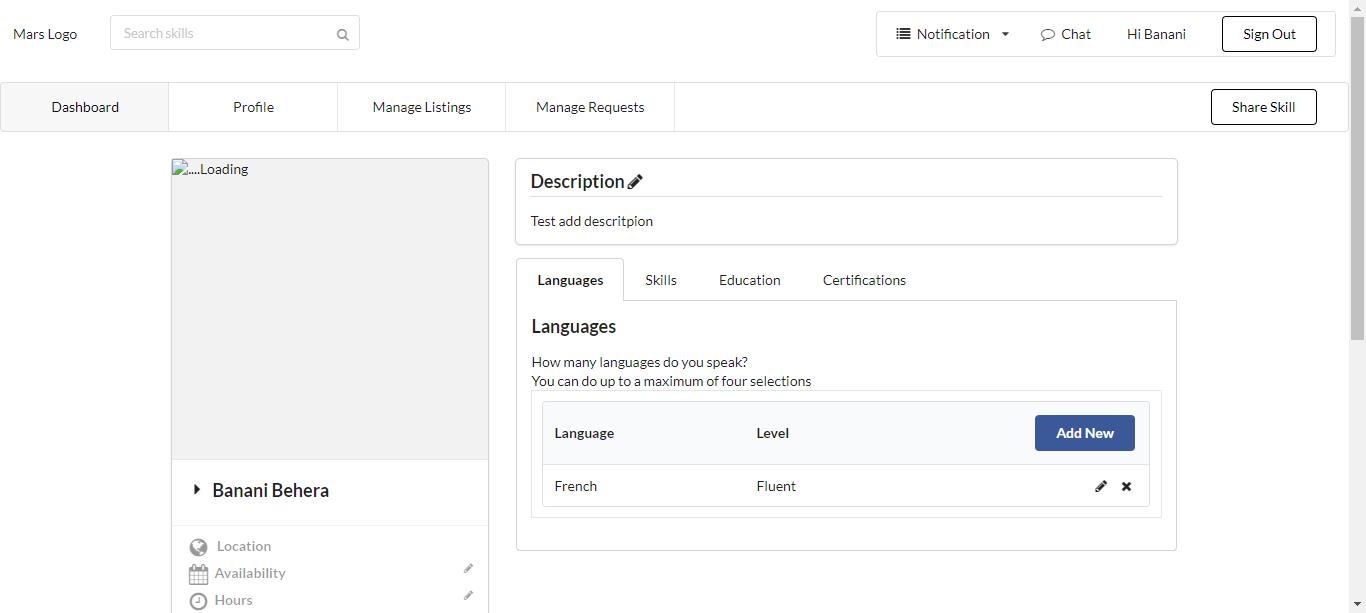 Mars Logo
Search skills
Notification
Chat
Hi Banani
Sign Out
Dashboard
Profile
Manage Listings
Manage Requests
Share Skill
....Loading
Banani Behera
Location
Availability
Hours
Description
Test add descritpion
Languages
Skills
Education
Certifications
Languages
How many languages do you speak?
You can do up to a maximum of four selections
Language Level Add New
French Fluent